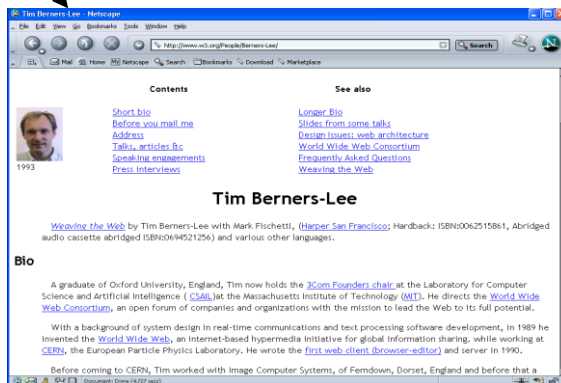 Tim Berners-Lee - Netscape
File Edit View Go Bookmarks Tools Window Help
http://www.w3.org/People/Berners-Lee/ Search
Mail Home Netscape Search Bookmarks Download Marketplace
Contents See also
Short bio Longer Bio
Before you mail me Slides from some talks
Address Design Issues: web architecture
Talks, articles &c World Wide Web Consortium
Speaking engagements Frequently Asked Questions
Press interviews Weaving the Web
1993
Tim Berners-Lee
Weaving the Web by Tim Berners-Lee with Mark Fischetti, (Harper San Francisco; Hardback: ISBN:0062515861, Abridged
audio cassette abridged ISBN:0694521256) and various other languages.
Bio
A graduate of Oxford University, England, Tim now holds the 3Com Founders chair at the Laboratory for Computer
Science and Artificial Intelligence ( CSAIL)at the Massachusetts Institute of Technology (MIT). He directs the World Wide
Web Consortium, an open forum of companies and organizations with the mission to lead the Web to its full potential.
With a background of system design in real-time communications and text processing software development, in 1989 he
invented the World Wide Web, an internet-based hypermedia initiative for global information sharing. while working at
CERN, the European Particle Physics Laboratory. He wrote the first web client (browser-editor) and server in 1990.
Before coming to CERN, Tim worked with Image Computer Systems, of Ferndown, Dorset, England and before that a
Document: Done (4.727 secs)